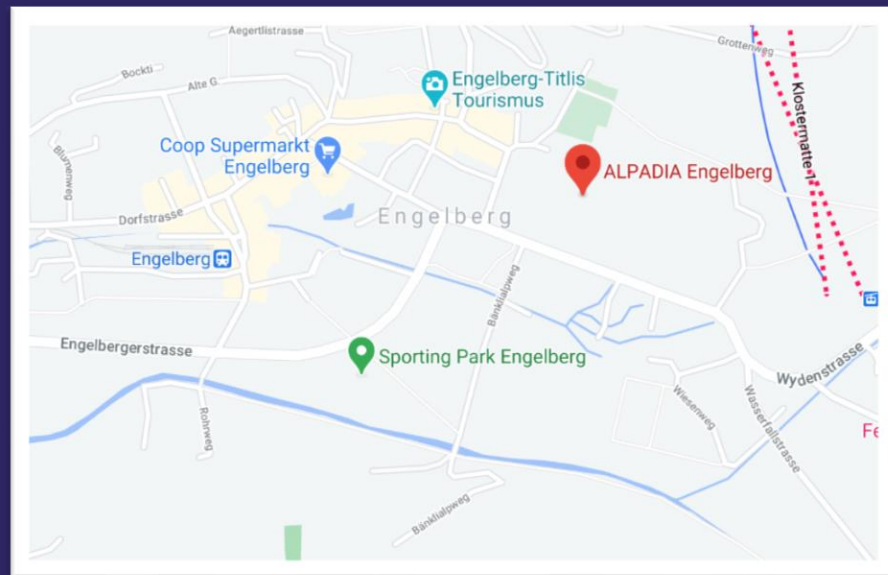 Aegertlistrasse
Grottenweg
Bockti
Alte G
Engelberg-Titlis
Tourismus
Klostermatte
Coop Supermarkt
Engelberg
Blumenweg
ALPADIA Engelberg
Dorfstrasse
Engelberg
Engelberg
Bänklialpweg
Engelbergerstrasse
Sporting Park Engelberg
Wydenstrasse
Wiesenweg
Wasserfallstrasse
Rohrweg
Fe
Bänklialpweg